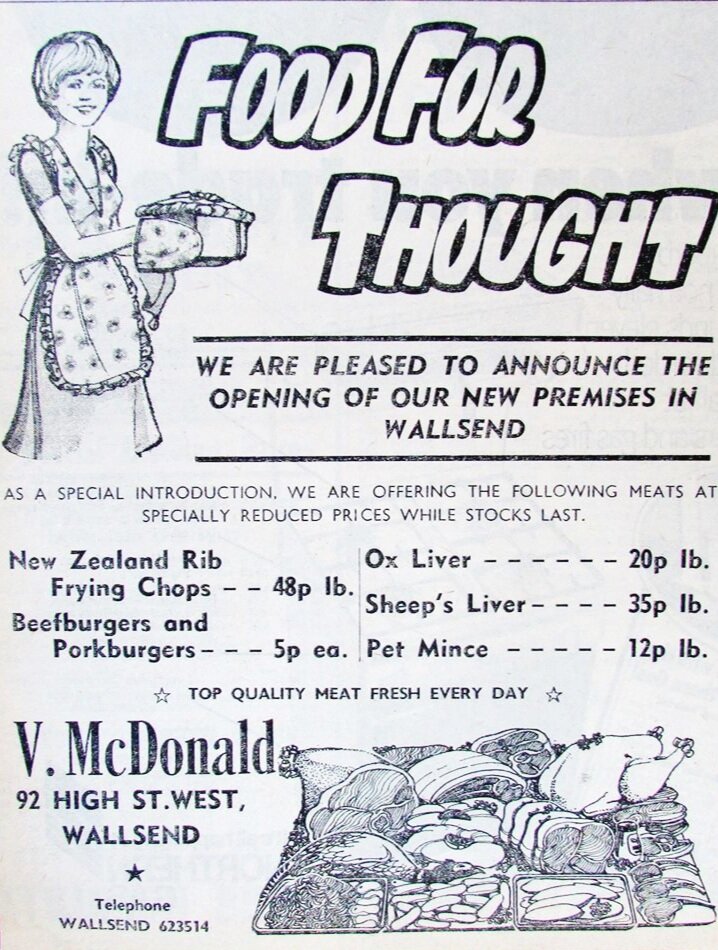 FOOD FOR
THOUGHT
WE ARE PLEASED TO ANNOUNCE THE
OPENING OF OUR NEW PREMISES IN
WALLSEND
AS A SPECIAL INTRODUCTION, WE ARE OFFERING THE FOLLOWING MEATS AT
SPECIALLY REDUCED PRICES WHILE STOCKS LAST.
New Zealand Rib
Frying Chops - - 48p lb.
Beefburgers and
Porkburgers - - - 5p ea.
Ox Liver - - - - - - 20p lb.
Sheep's Liver - - - - 35p lb.
Pet Mince - - - - - 12p lb.
☆ TOP QUALITY MEAT FRESH EVERY DAY ☆
V. McDonald
92 HIGH ST. WEST,
WALLSEND
★
Telephone
WALLSEND 623514